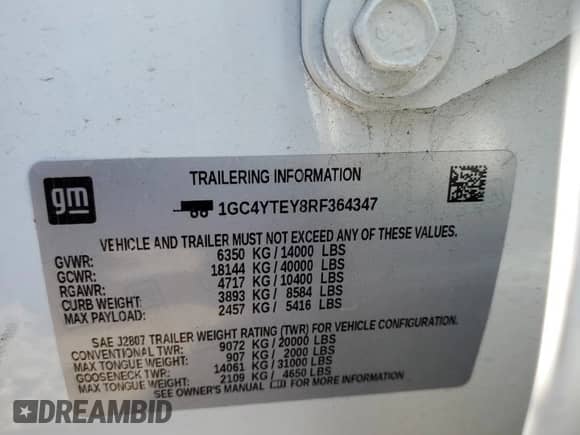 gm
TRAILERING INFORMATION
1GC4YTEY8RF364347
VEHICLE AND TRAILER MUST NOT EXCEED ANY OF THESE VALUES.
GVWR: 6350 KG/14000 LBS
GCWR: 18144 KG/40000 LBS
RGAWR: 4717 KG/10400 LBS
CURB WEIGHT: 3893 KG/ 8584 LBS
MAX PAYLOAD: 2457 KG/ 5416 LBS
SAE J2807 TRAILER WEIGHT RATING (TWR) FOR VEHICLE CONFIGURATION.
CONVENTIONAL TWR: 9072 KG/20000 LBS
MAX TONGUE WEIGHT: 907 KG/ 2000 LBS
GOOSENECK TWR: 14061 KG/31000 LBS
MAX TONGUE WEIGHT: 2109 KG/ 4650 LBS
SEE OWNER'S MANUAL FOR MORE INFORMATION.
DREAMBID